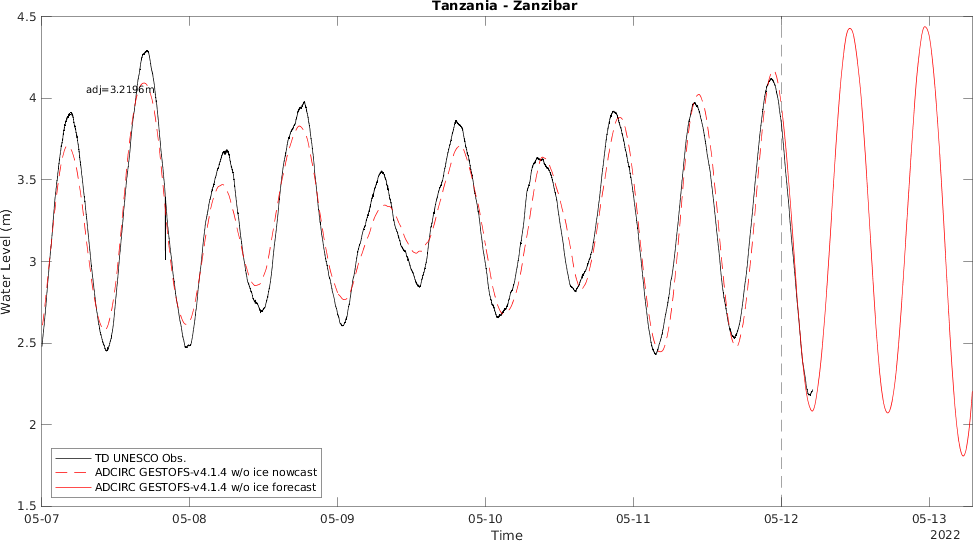 Tanzania - Zanzibar
4.5
4
3.5
3
2.5
2
1.5
Water Level (m)
adj=3.2196m
TD UNESCO Obs.
ADCIRC GESTOFS-v4.1.4 w/o ice nowcast
ADCIRC GESTOFS-v4.1.4 w/o ice forecast
05-07
05-08
05-09
05-10
05-11
05-12
05-13
Time
2022